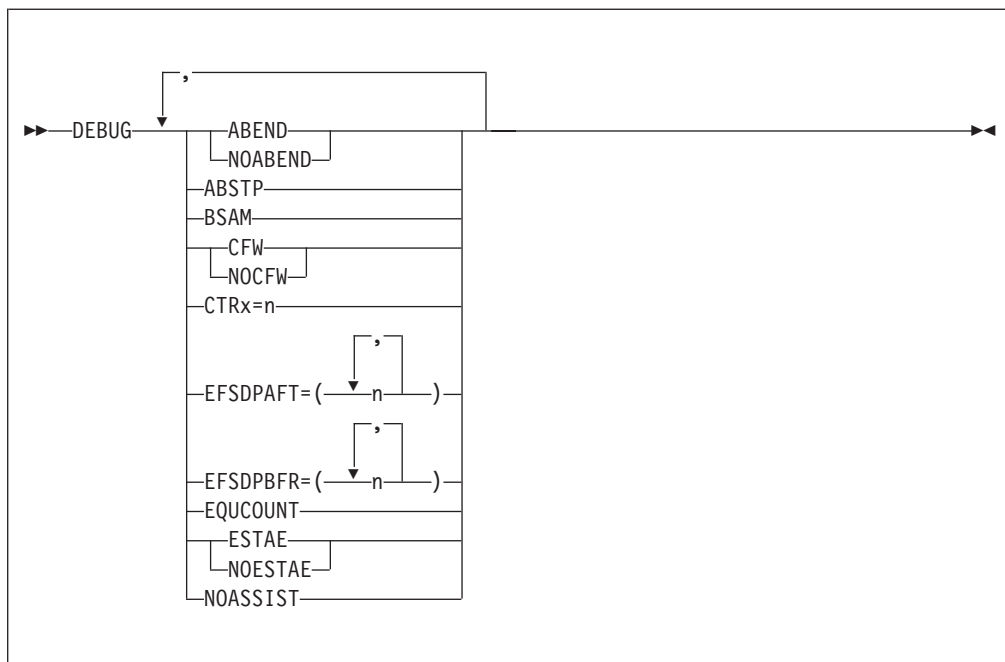 ,
DEBUG ABEND
NOABEND
ABSTP
BSAM
CFW
NOCFW
CTRx=n
,
EFSDPAFT=( n )
,
EFSDPBFR=( n )
EQUCOUNT
ESTAE
NOESTAE
NOASSIST